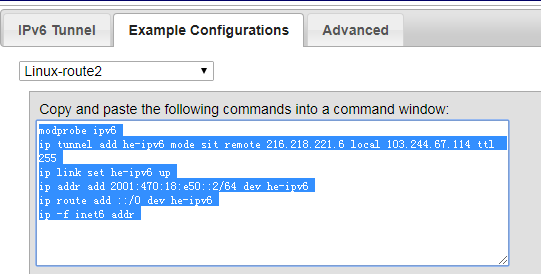 IPv6 Tunnel Example Configurations Advanced
Linux-route2
Copy and paste the following commands into a command window:
modprobe ipv6
ip tunnel add he-ipv6 mode sit remote 216.218.221.6 local 103.244.67.114 ttl
255
ip link set he-ipv6 up
ip addr add 2001:470:18:e50::2/64 dev he-ipv6
ip route add ::/0 dev he-ipv6
ip -f inet6 addr